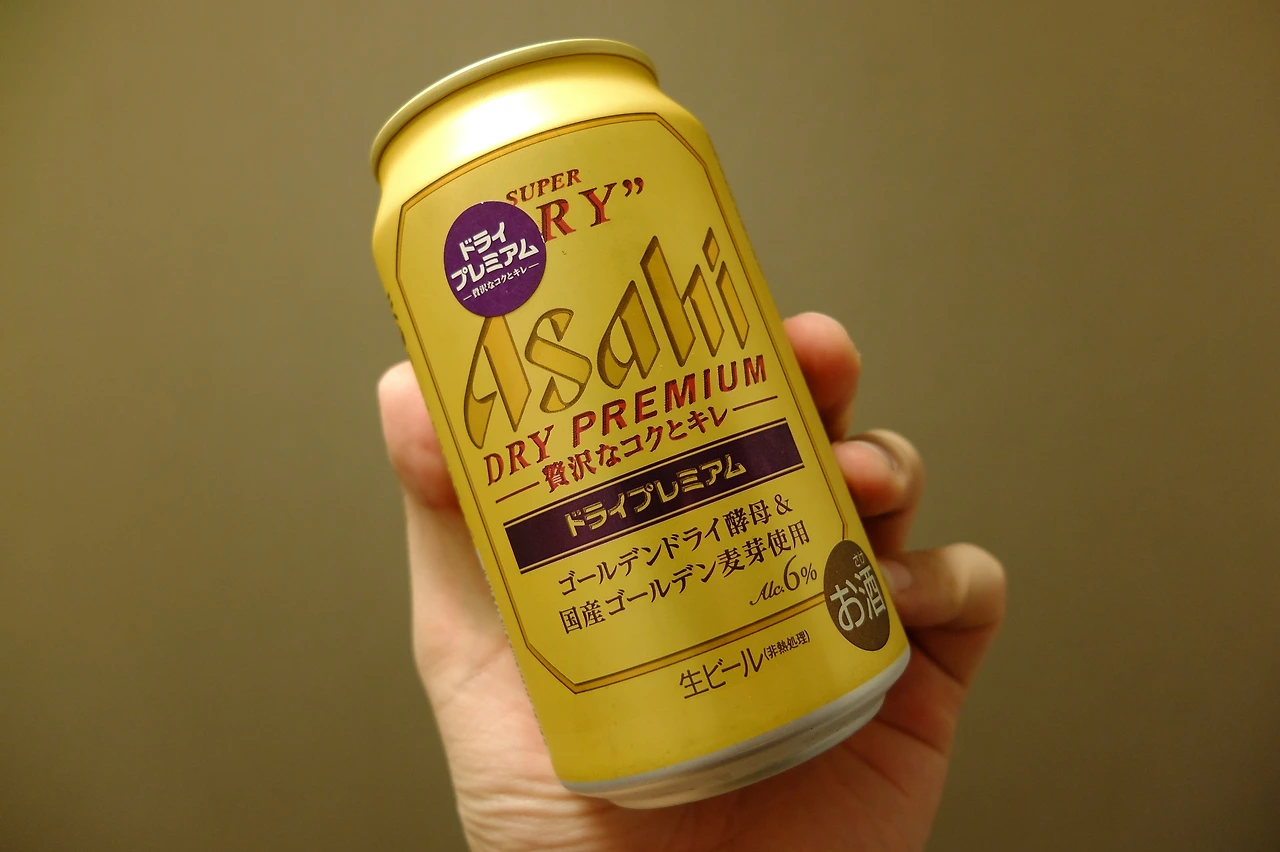 SUPER
RY”
ドライ
プレミアム
―贅沢なコクとキレ―
Asahi
DRY PREMIUM
―贅沢なコクとキレ―
ドライプレミアム
ゴールデンドライ酵母&
国産ゴールデン麦芽使用
Alc.6%
さけ
お酒
生ビール(非熱処理)